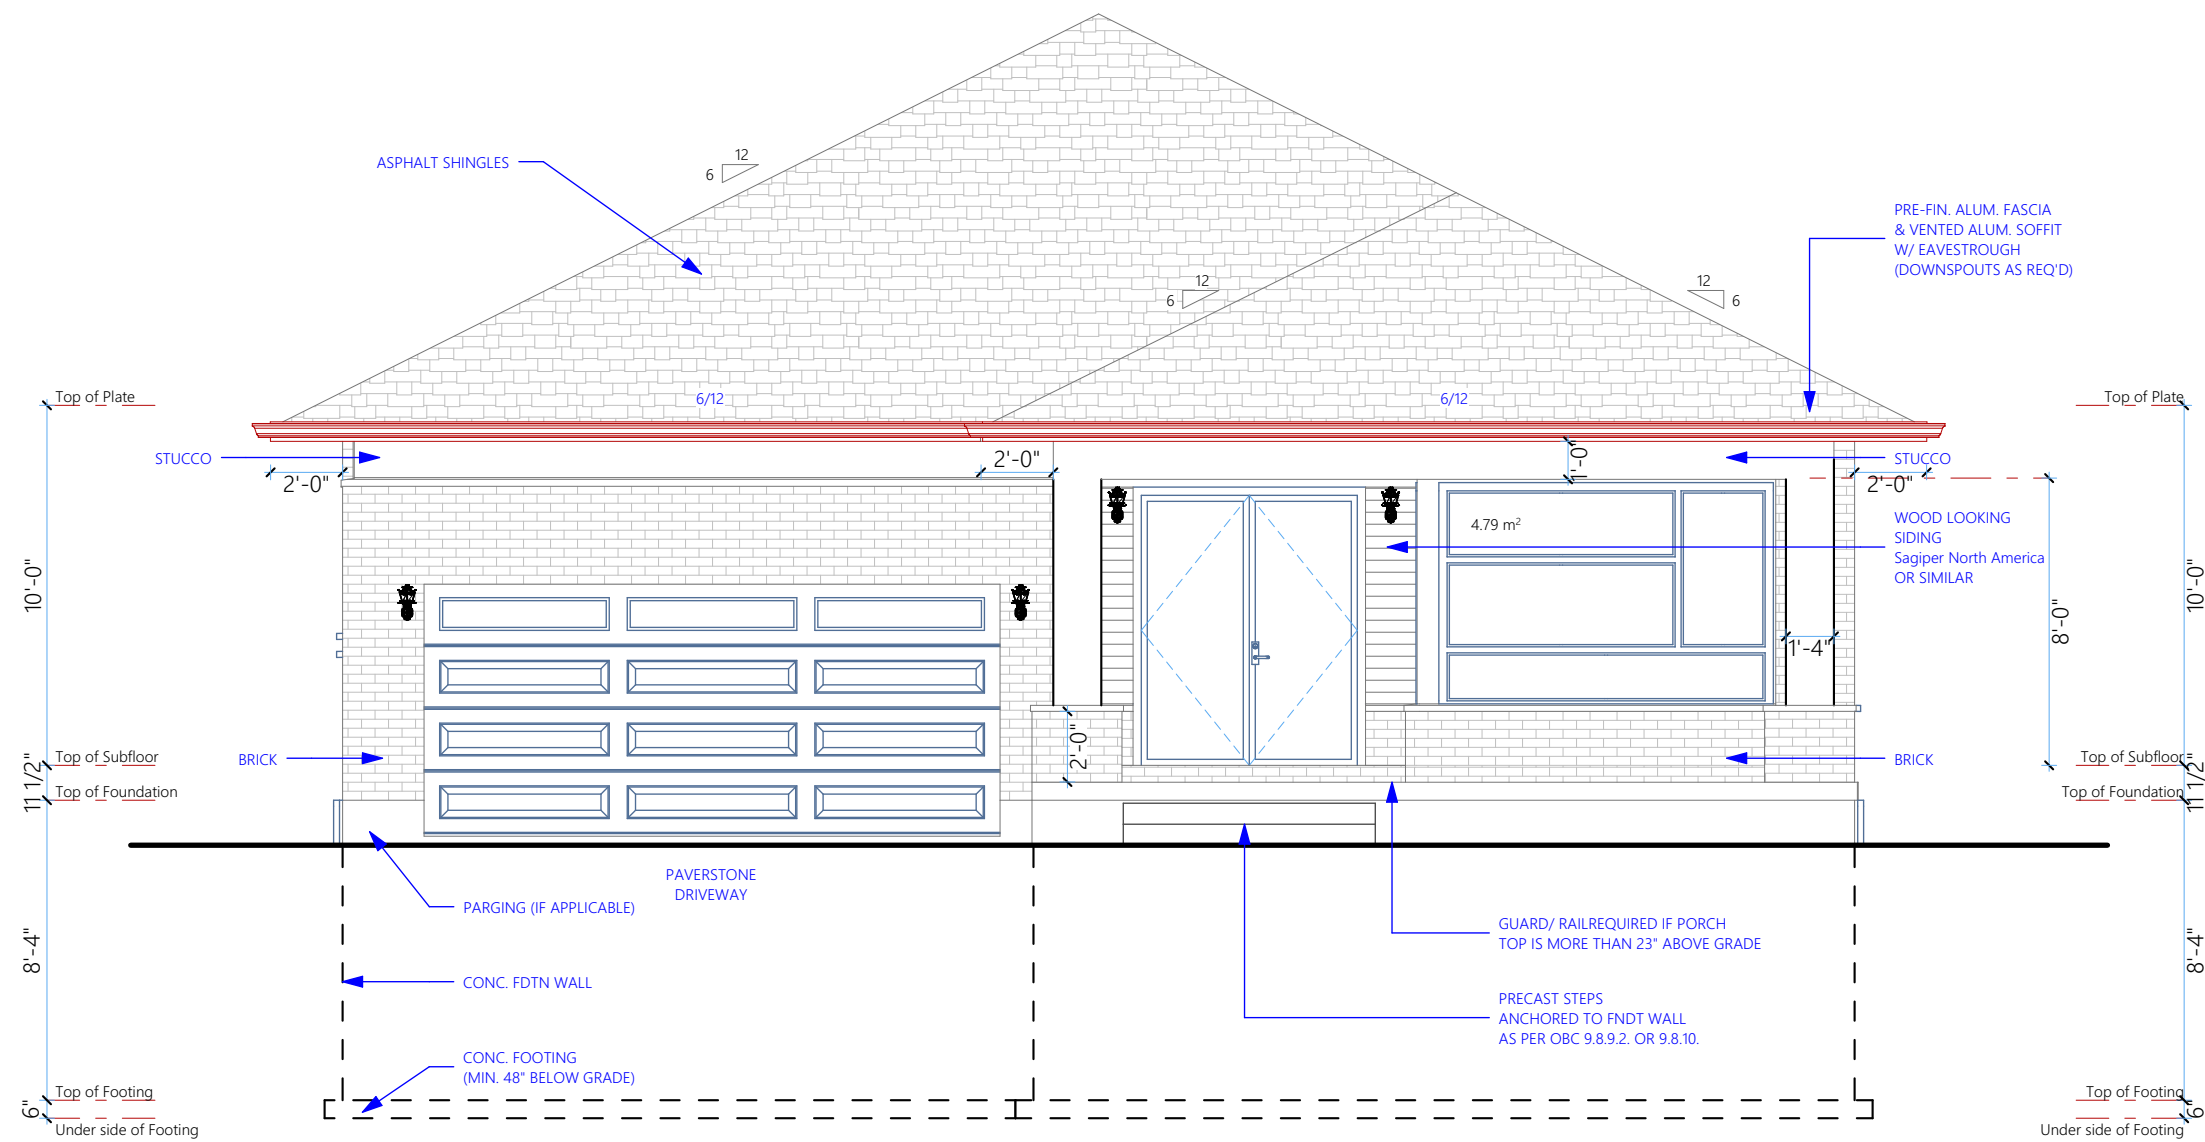 12
6
ASPHALT SHINGLES
PRE-FIN. ALUM. FASCIA
& VENTED ALUM. SOFFIT
W/ EAVESTROUGH
(DOWNSPOUTS AS REQ'D)
12
6
12
6
Top of Plate
6/12
6/12
Top of Plate
STUCCO
2'-0"
2'-0"
1'-0"
STUCCO
2'-0"
4.79 m²
WOOD LOOKING
SIDING
Sagiper North America
OR SIMILAR
10'-0"
10'-0"
8'-0"
1'-4"
2'-0"
Top of Subfloor
BRICK
BRICK
Top of Subfloor
11 1/2"
11 1/2"
Top of Foundation
Top of Foundation
PAVERSTONE
DRIVEWAY
PARGING (IF APPLICABLE)
GUARD/ RAILREQUIRED IF PORCH
TOP IS MORE THAN 23" ABOVE GRADE
8'-4"
8'-4"
CONC. FDTN WALL
PRECAST STEPS
ANCHORED TO FNDT WALL
AS PER OBC 9.8.9.2. OR 9.8.10.
CONC. FOOTING
(MIN. 48" BELOW GRADE)
Top of Footing
Top of Footing
6"
6"
Under side of Footing
Under side of Footing